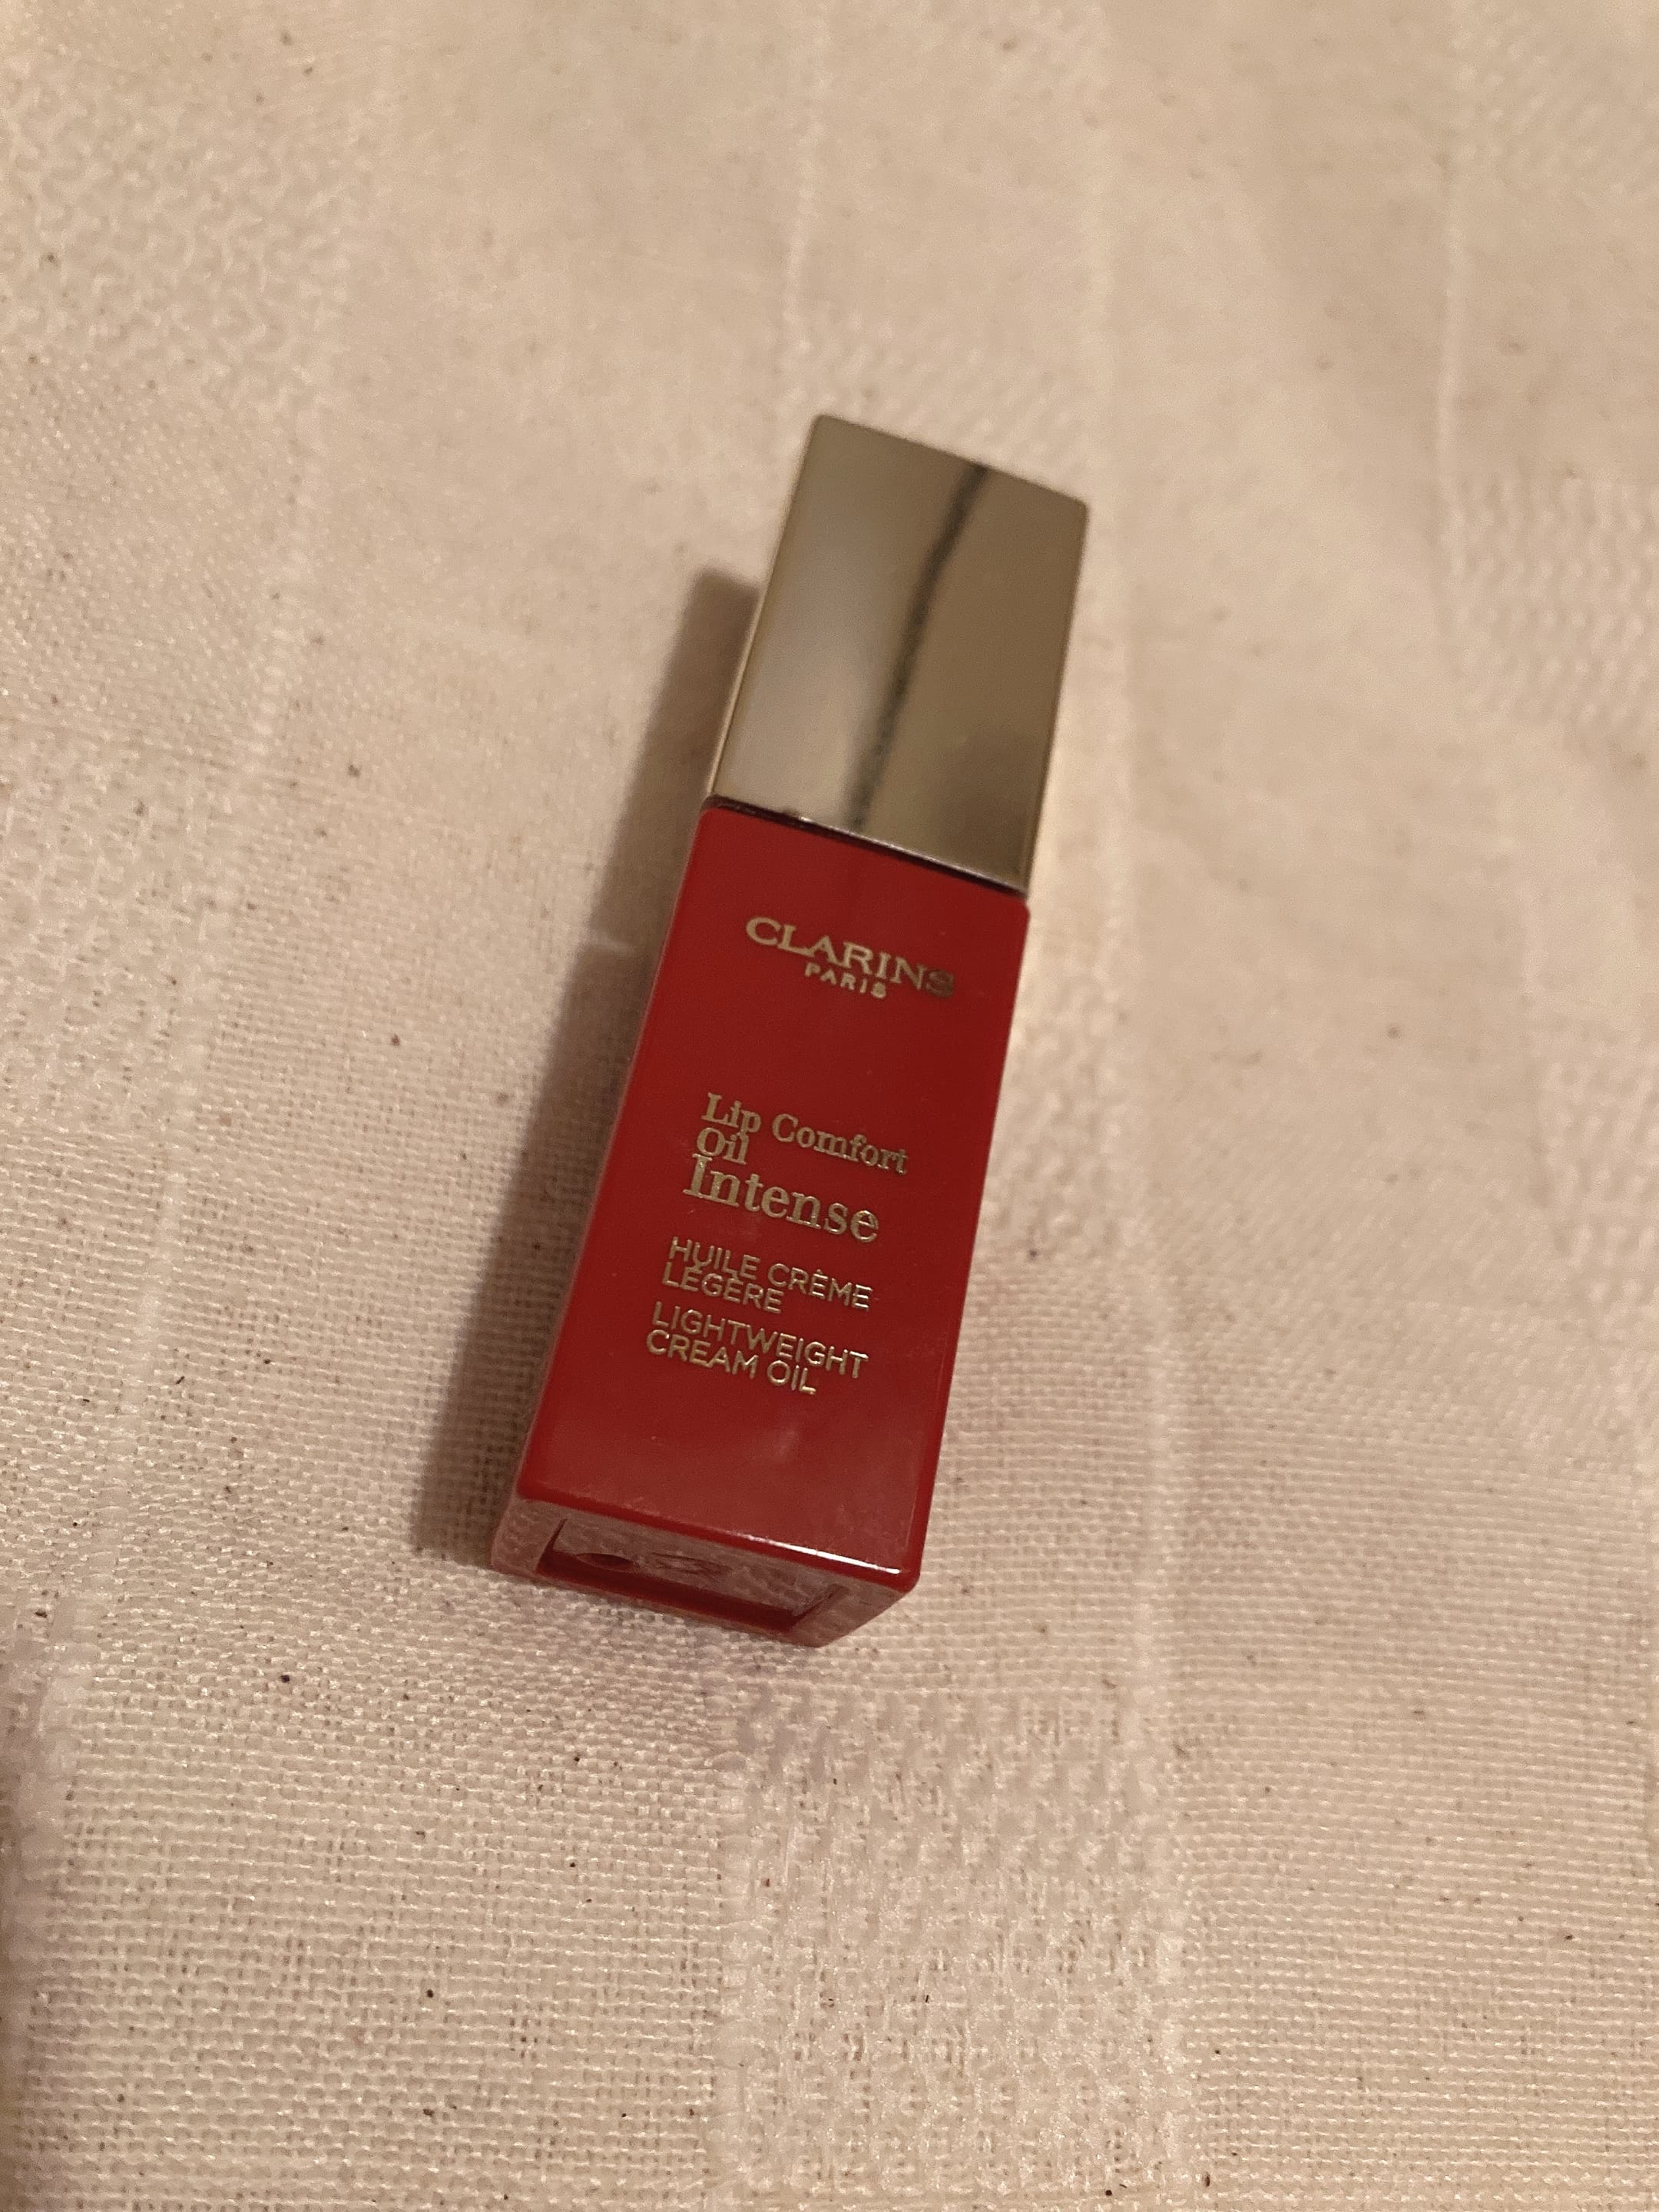 CLARINS
PARIS
Lip Comfort
Oil
Intense
HUILE CRÈME
LÉGÈRE
LIGHTWEIGHT
CREAM OIL